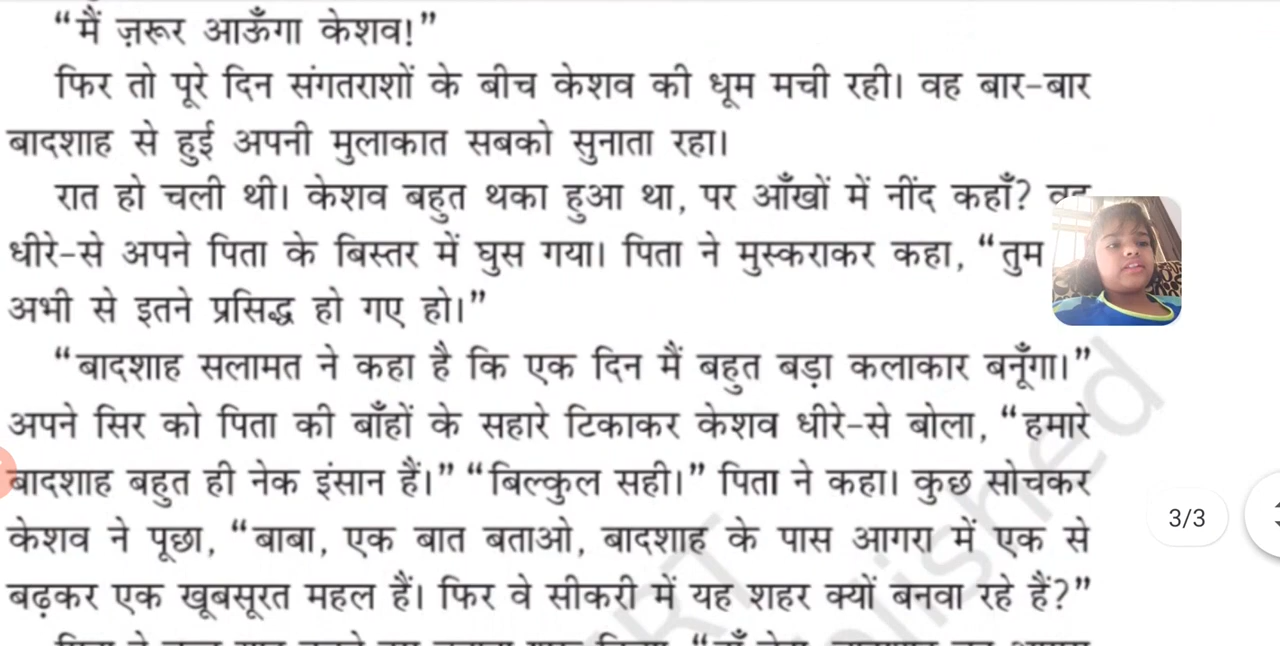 “मैं ज़रूर आऊँगा केशव!”
फिर तो पूरे दिन संगतराशों के बीच केशव की धूम मची रही। वह बार-बार
बादशाह से हुई अपनी मुलाकात सबको सुनाता रहा।
रात हो चली थी। केशव बहुत थका हुआ था, पर आँखों में नींद कहाँ?
धीरे-से अपने पिता के बिस्तर में घुस गया। पिता ने मुस्कराकर कहा, “तुम
अभी से इतने प्रसिद्ध हो गए हो।”
“बादशाह सलामत ने कहा है कि एक दिन मैं बहुत बड़ा कलाकार बनूँगा।”
अपने सिर को पिता की बाँहों के सहारे टिकाकर केशव धीरे-से बोला, “हमारे
बादशाह बहुत ही नेक इंसान हैं।” “बिल्कुल सही।” पिता ने कहा। कुछ सोचकर
केशव ने पूछा, “बाबा, एक बात बताओ, बादशाह के पास आगरा में एक से
बढ़कर एक खूबसूरत महल हैं। फिर वे सीकरी में यह शहर क्यों बनवा रहे हैं?”
3/3